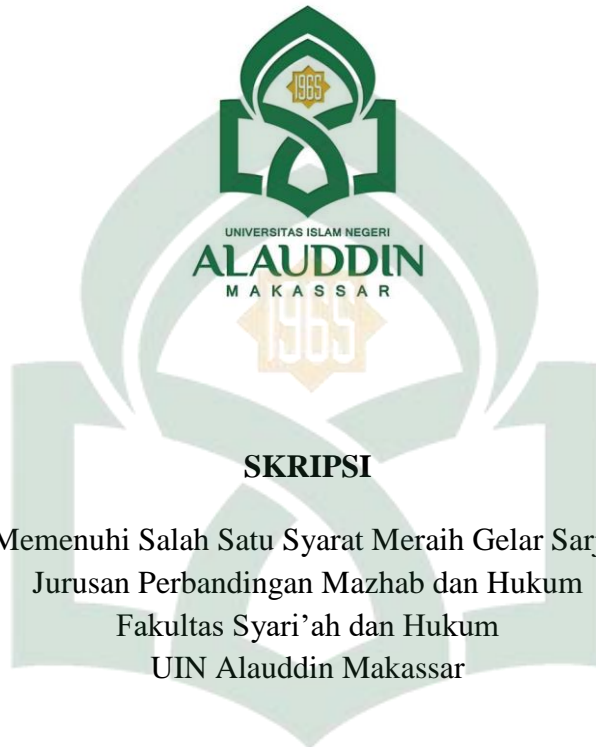 1965
UNIVERSITAS ISLAM NEGERI
ALAUDDIN
MAKASSAR
1965
SKRIPSI
Memenuhi Salah Satu Syarat Meraih Gelar Sarj
Jurusan Perbandingan Mazhab dan Hukum
Fakultas Syari’ah dan Hukum
UIN Alauddin Makassar